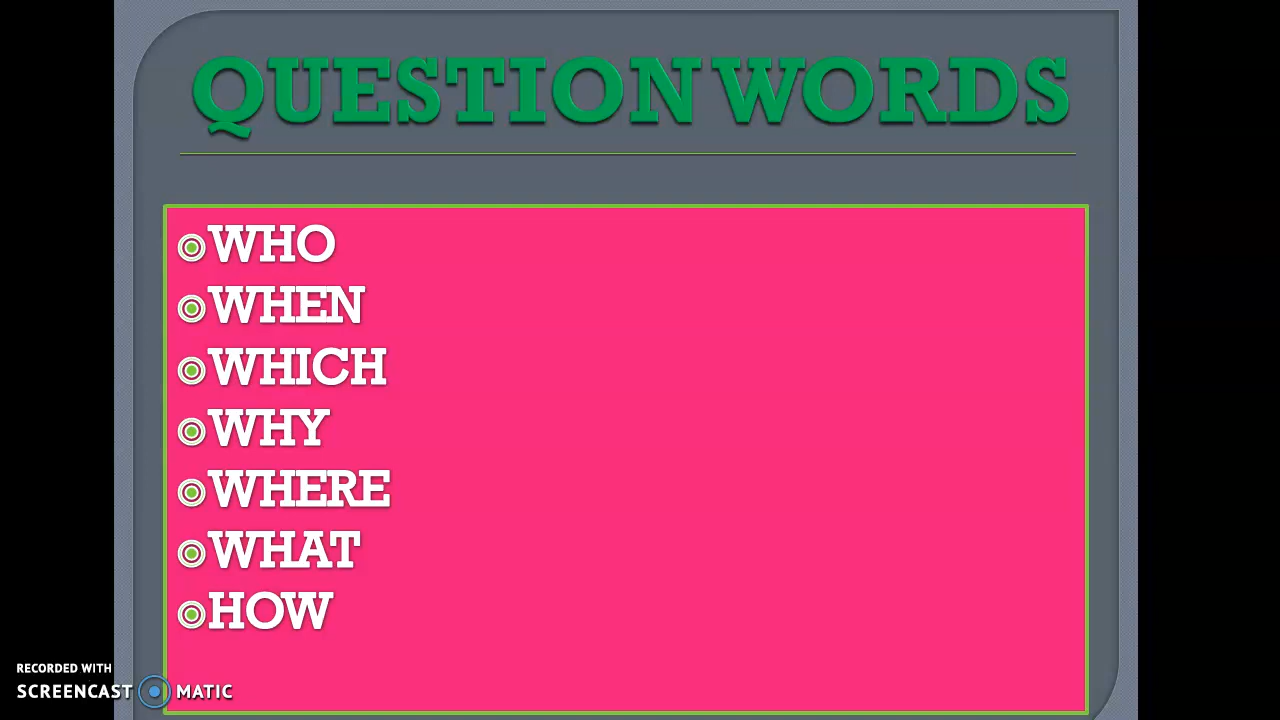 QUESTION WORDS
WHO
WHEN
WHICH
WHY
WHERE
WHAT
HOW
RECORDED WITH
SCREENCAST MATIC